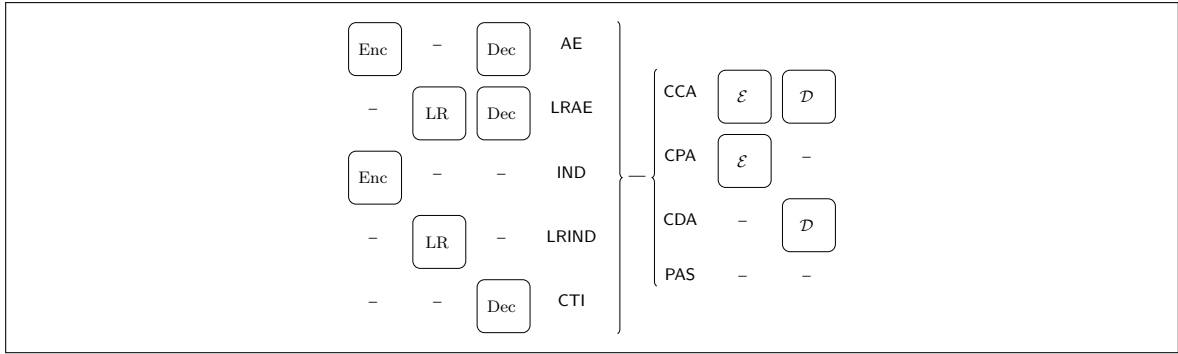 Enc – Dec AE
– LR Dec LRAE
Enc – – IND
– LR – LRIND
– – Dec CTI
—
CCA ℰ 𝒟
CPA ℰ –
CDA – 𝒟
PAS – –